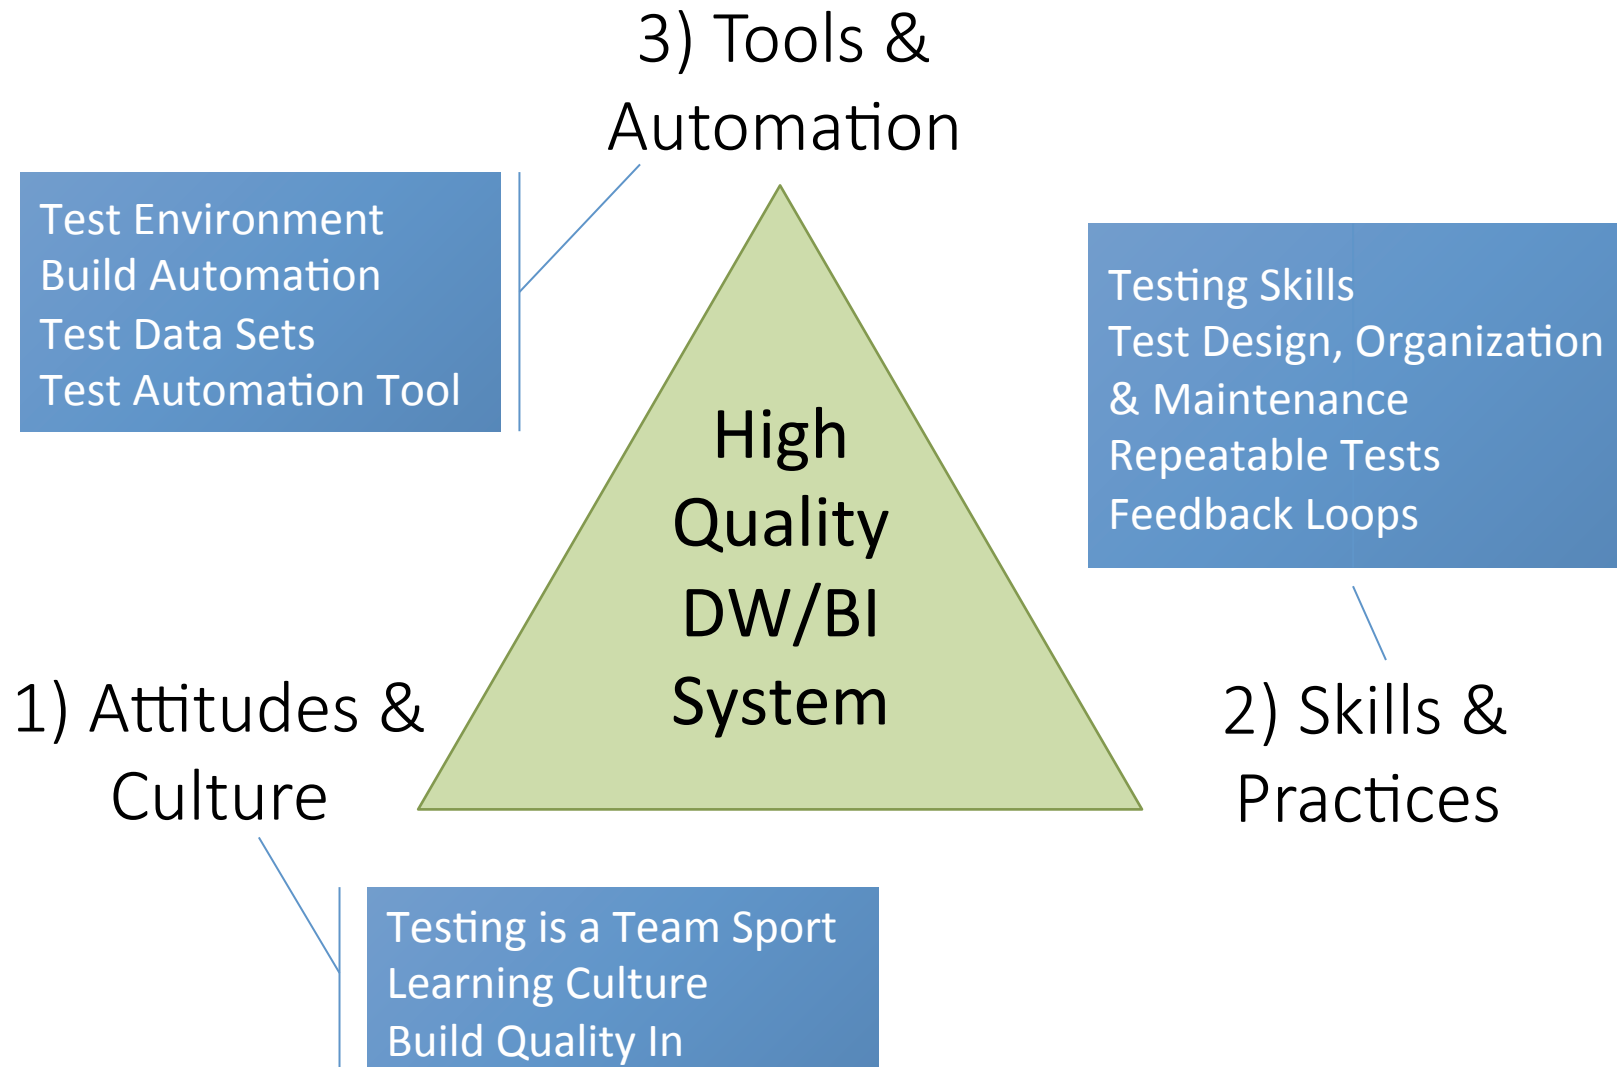 3) Tools &
Automation
Test Environment
Build Automation
Test Data Sets
Test Automation Tool
Testing Skills
Test Design, Organization
& Maintenance
Repeatable Tests
Feedback Loops
High
Quality
DW/BI
System
1) Attitudes &
Culture
2) Skills &
Practices
Testing is a Team Sport
Learning Culture
Build Quality In